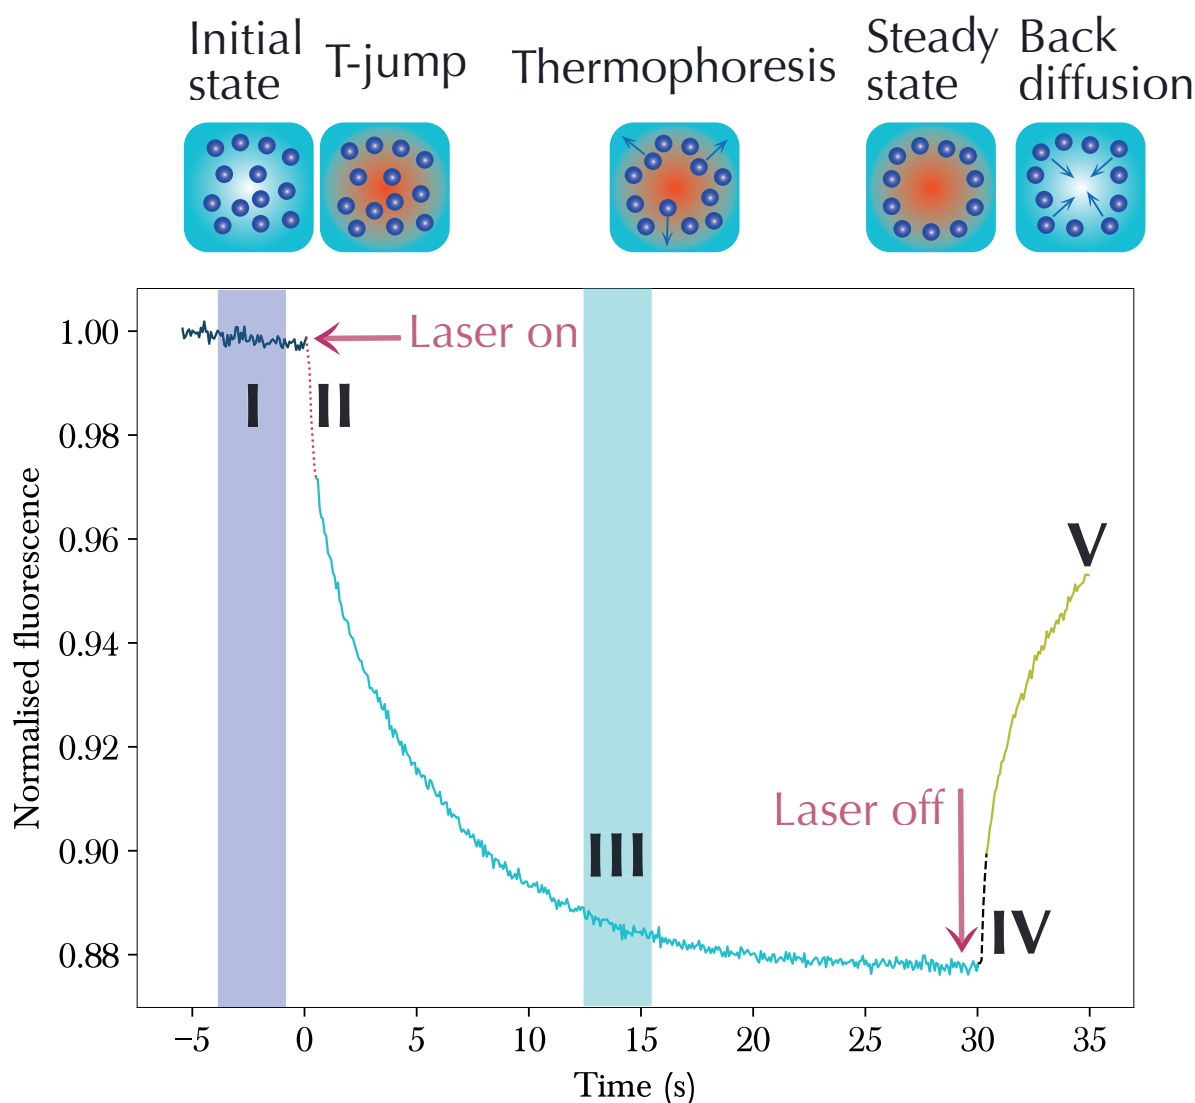 Initial
state
T-jump
Thermophoresis
Steady
state
Back
diffusion
1.00
0.98
0.96
0.94
0.92
0.90
0.88
Normalised fluorescence
Laser on
I
II
III
Laser off
IV
V
−5
0
5
10
15
20
25
30
35
Time (s)